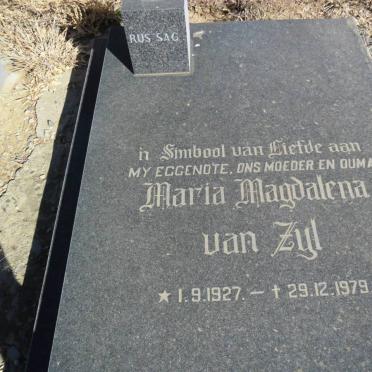 RUS SAG
'n Simbool van Liefde aan
MY EGGENOTE, ONS MOEDER EN OUMA
Maria Magdalena
van Zyl
★ 1.9.1927. — † 29.12.1979.